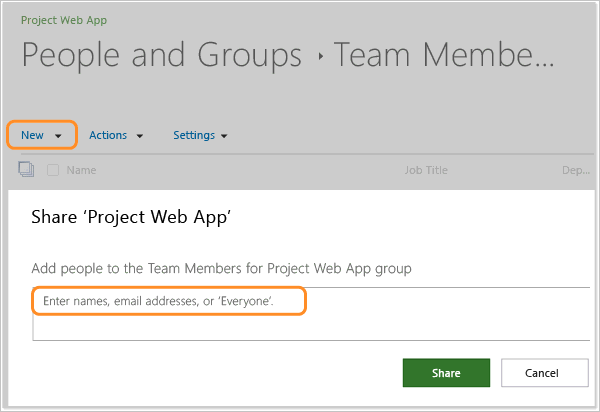 Project Web App
People and Groups ‣ Team Membe...
New Actions Settings
Name Job Title Dep...
Share ‘Project Web App’
Add people to the Team Members for Project Web App group
Enter names, email addresses, or ‘Everyone’.
Share Cancel